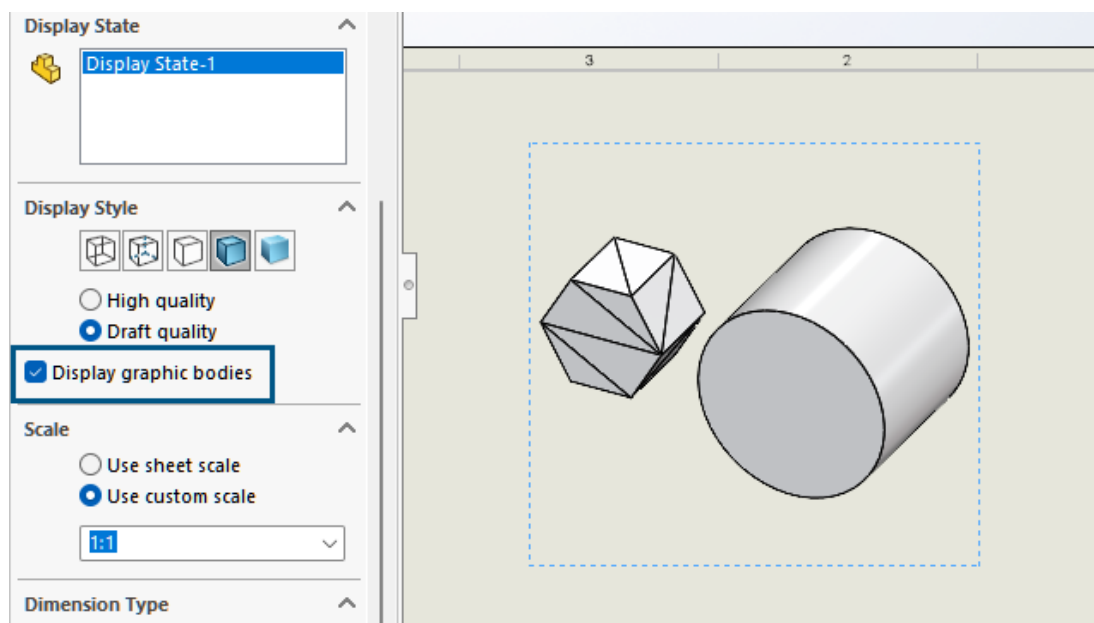 Display State
Display State-1
Display Style
High quality
Draft quality
Display graphic bodies
Scale
Use sheet scale
Use custom scale
1:1
Dimension Type
3
2